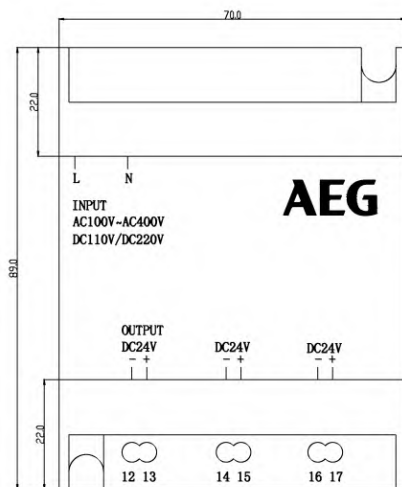 70.0
22.0
L N
AEG
INPUT
AC100V~AC400V
DC110V/DC220V
89.0
OUTPUT
DC24V DC24V DC24V
- + - + - +
22.0
12 13 14 15 16 17